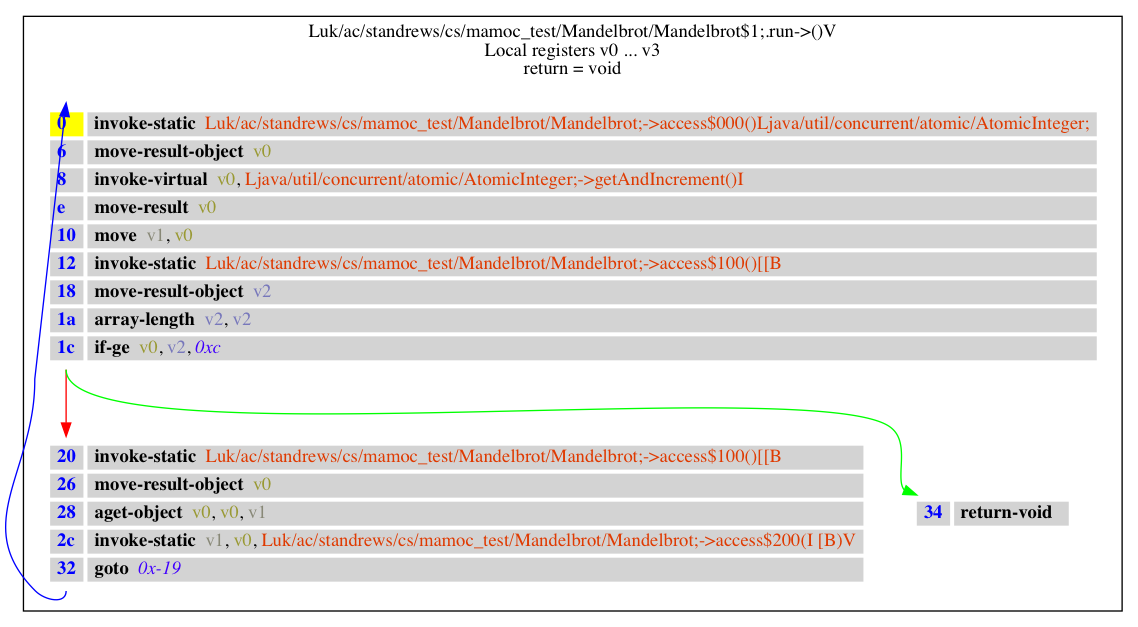 Luk/ac/standrews/cs/mamoc_test/Mandelbrot/Mandelbrot$1;.run->()V
Local registers v0 ... v3
return = void
0 invoke-static Luk/ac/standrews/cs/mamoc_test/Mandelbrot/Mandelbrot;->access$000()Ljava/util/concurrent/atomic/AtomicInteger;
6 move-result-object v0
8 invoke-virtual v0, Ljava/util/concurrent/atomic/AtomicInteger;->getAndIncrement()I
e move-result v0
10 move v1, v0
12 invoke-static Luk/ac/standrews/cs/mamoc_test/Mandelbrot/Mandelbrot;->access$100()[[B
18 move-result-object v2
1a array-length v2, v2
1c if-ge v0, v2, 0xc
20 invoke-static Luk/ac/standrews/cs/mamoc_test/Mandelbrot/Mandelbrot;->access$100()[[B
26 move-result-object v0
28 aget-object v0, v0, v1
2c invoke-static v1, v0, Luk/ac/standrews/cs/mamoc_test/Mandelbrot/Mandelbrot;->access$200(I [B)V
32 goto 0x-19
34 return-void